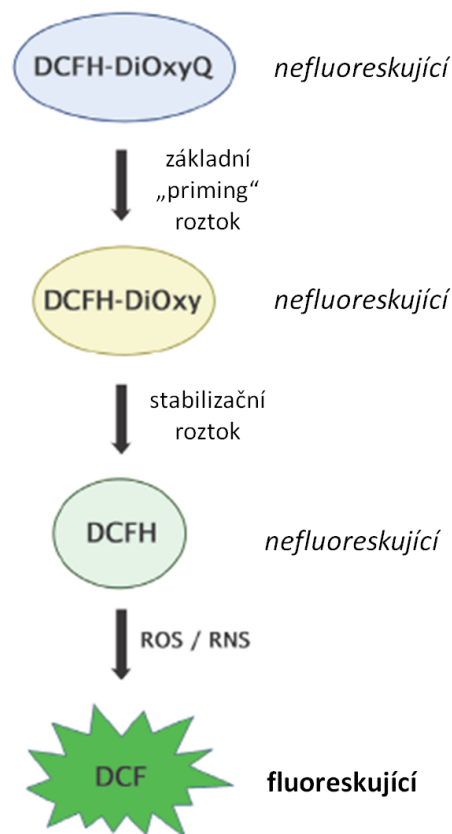 DCFH-DiOxyQ nefluoreskující
základní
„priming“
roztok
DCFH-DiOxy nefluoreskující
stabilizační
roztok
DCFH nefluoreskující
ROS / RNS
DCF fluoreskující